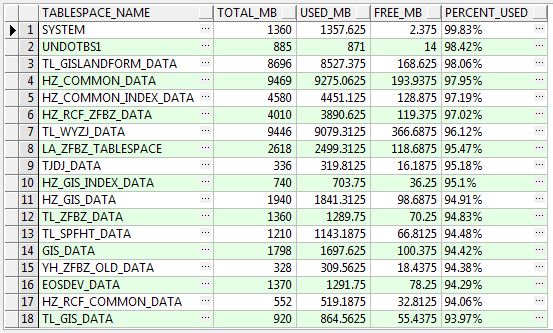 TABLESPACE_NAME TOTAL_MB USED_MB FREE_MB PERCENT_USED
1 SYSTEM 1360 1357.625 2.375 99.83%
2 UNDOTBS1 885 871 14 98.42%
3 TL_GISLANDFORM_DATA 8696 8527.375 168.625 98.06%
4 HZ_COMMON_DATA 9469 9275.0625 193.9375 97.95%
5 HZ_COMMON_INDEX_DATA 4580 4451.125 128.875 97.19%
6 HZ_RCF_ZFBZ_DATA 4010 3890.625 119.375 97.02%
7 TL_WYZJ_DATA 9446 9079.3125 366.6875 96.12%
8 LA_ZFBZ_TABLESPACE 2618 2499.3125 118.6875 95.47%
9 TJDJ_DATA 336 319.8125 16.1875 95.18%
10 HZ_GIS_INDEX_DATA 740 703.75 36.25 95.1%
11 HZ_GIS_DATA 1940 1841.3125 98.6875 94.91%
12 TL_ZFBZ_DATA 1360 1289.75 70.25 94.83%
13 TL_SPFHT_DATA 1210 1143.1875 66.8125 94.48%
14 GIS_DATA 1798 1697.625 100.375 94.42%
15 YH_ZFBZ_OLD_DATA 328 309.5625 18.4375 94.38%
16 EOSDEV_DATA 1370 1291.75 78.25 94.29%
17 HZ_RCF_COMMON_DATA 552 519.1875 32.8125 94.06%
18 TL_GIS_DATA 920 864.5625 55.4375 93.97%